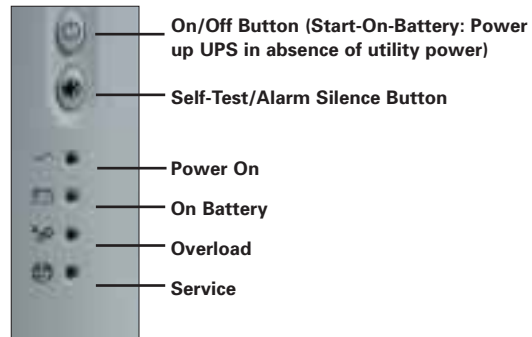 On/Off Button (Start-On-Battery: Power
up UPS in absence of utility power)
Self-Test/Alarm Silence Button
Power On
On Battery
Overload
Service